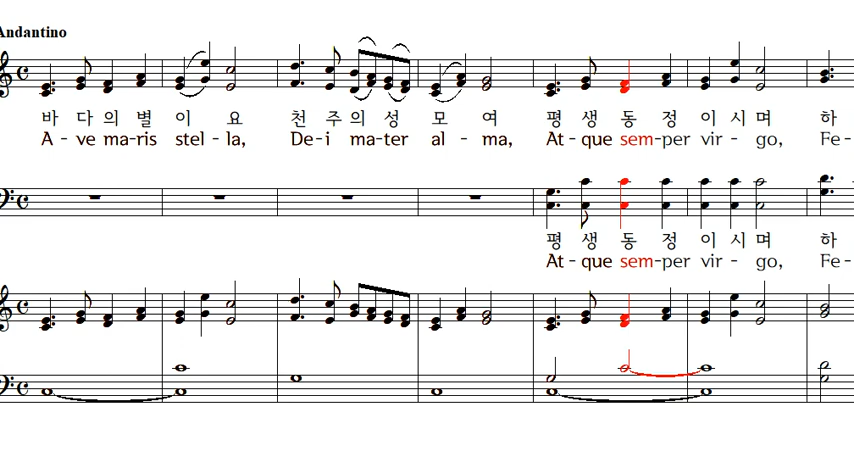 Andantino
바 다의 별 이 요 천 주의성 모 여 평 생 동 정 이시며 하
A - ve ma-ris stel - la, De-i ma-ter al - ma, At-que sem-per vir - go, Fe-
평 생 동 정 이시며 하
At-que sem-per vir - go, Fe-